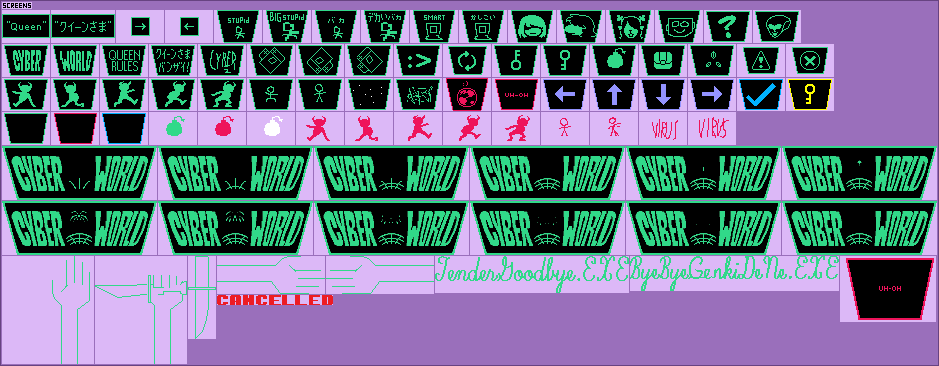 SCREENS
"Queen" "クイーンさま" → ← STUPid BIG STUPid バカ デカいバカ SMART かしこい ?
CYBER WORLD QUEEN RULES クイーンさま バンザイ! CYBER :>
UH-OH ← ↑ ↓ →
VIRUS VIRUS
CYBER WORLD CYBER WORLD CYBER WORLD CYBER WORLD CYBER WORLD CYBER WORLD
CYBER WORLD CYBER WORLD CYBER WORLD CYBER WORLD CYBER WORLD CYBER WORLD
TenderGoodbye.EXE ByeByeGenkiDeNe.EXE
UH-OH
CANCELLED